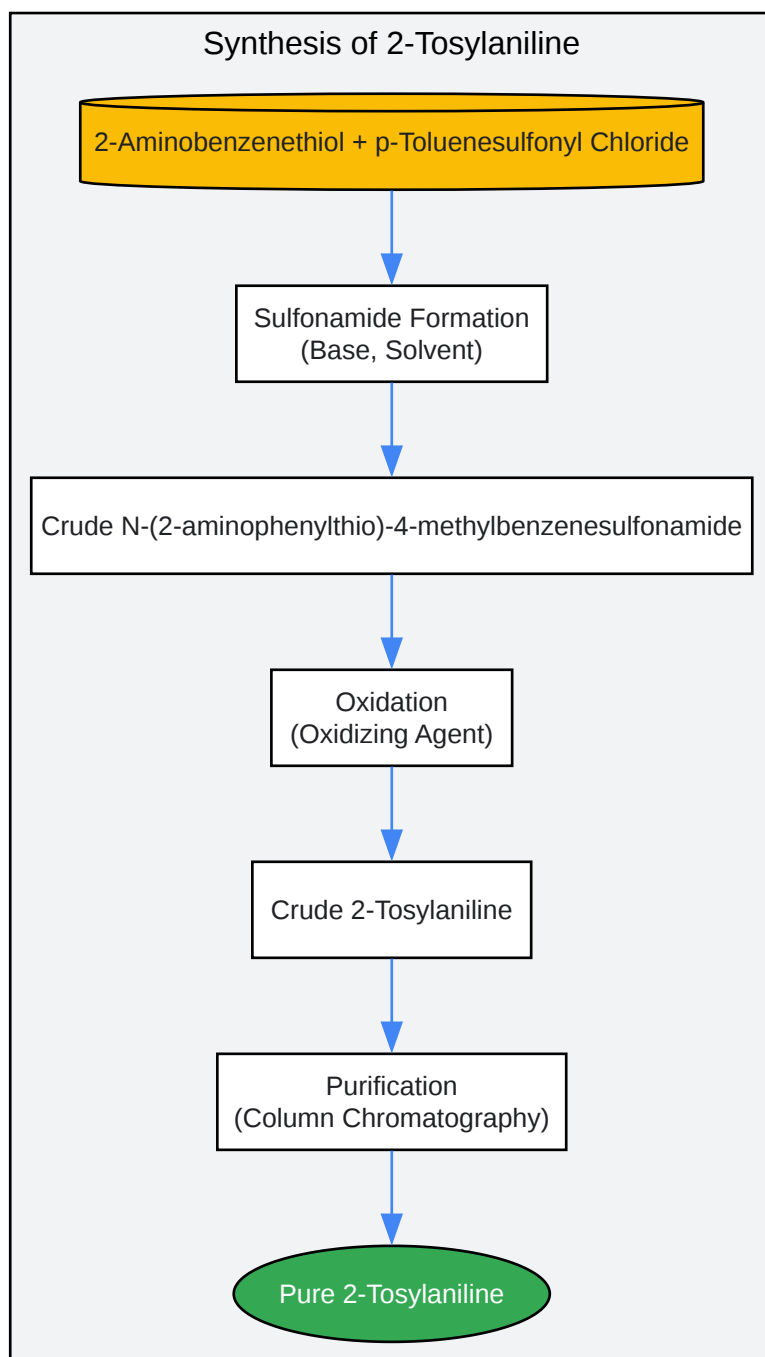 Synthesis of 2-Tosylaniline
2-Aminobenzenethiol + p-Toluenesulfonyl Chloride
Sulfonamide Formation
(Base, Solvent)
Crude N-(2-aminophenylthio)-4-methylbenzenesulfonamide
Oxidation
(Oxidizing Agent)
Crude 2-Tosylaniline
Purification
(Column Chromatography)
Pure 2-Tosylaniline